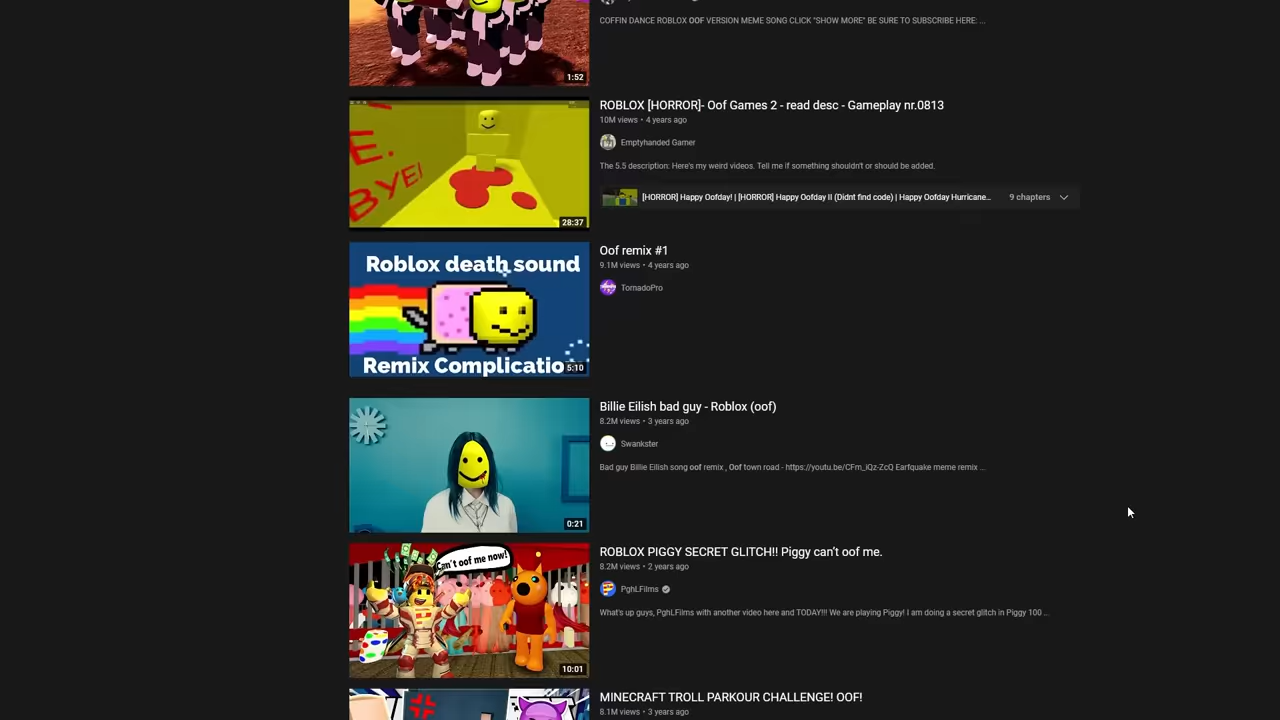 COFFIN DANCE ROBLOX OOF VERSION MEME SONG CLICK "SHOW MORE" BE SURE TO SUBSCRIBE HERE: ...
1:52
E.
BYE!
28:37
ROBLOX [HORROR]- Oof Games 2 - read desc - Gameplay nr.0813
10M views • 4 years ago
Emptyhanded Gamer
The 5.5 description: Here's my weird videos. Tell me if something shouldn't or should be added.
[HORROR] Happy Oofday! | [HORROR] Happy Oofday II (Didnt find code) | Happy Oofday Hurricane...
9 chapters
Roblox death sound
Remix Complicatio
5:10
Oof remix #1
9.1M views • 4 years ago
TornadoPro
0:21
Billie Eilish bad guy - Roblox (oof)
8.2M views • 3 years ago
Swankster
Bad guy Billie Eilish song oof remix , Oof town road - https://youtu.be/CFm_iQz-ZcQ Earfquake meme remix ...
Can't oof me now!
10:01
ROBLOX PIGGY SECRET GLITCH!! Piggy can't oof me.
8.2M views • 2 years ago
PghLFilms
What's up guys, PghLFilms with another video here and TODAY!!! We are playing Piggy! I am doing a secret glitch in Piggy 100 ...
MINECRAFT TROLL PARKOUR CHALLENGE! OOF!
8.1M views • 3 years ago